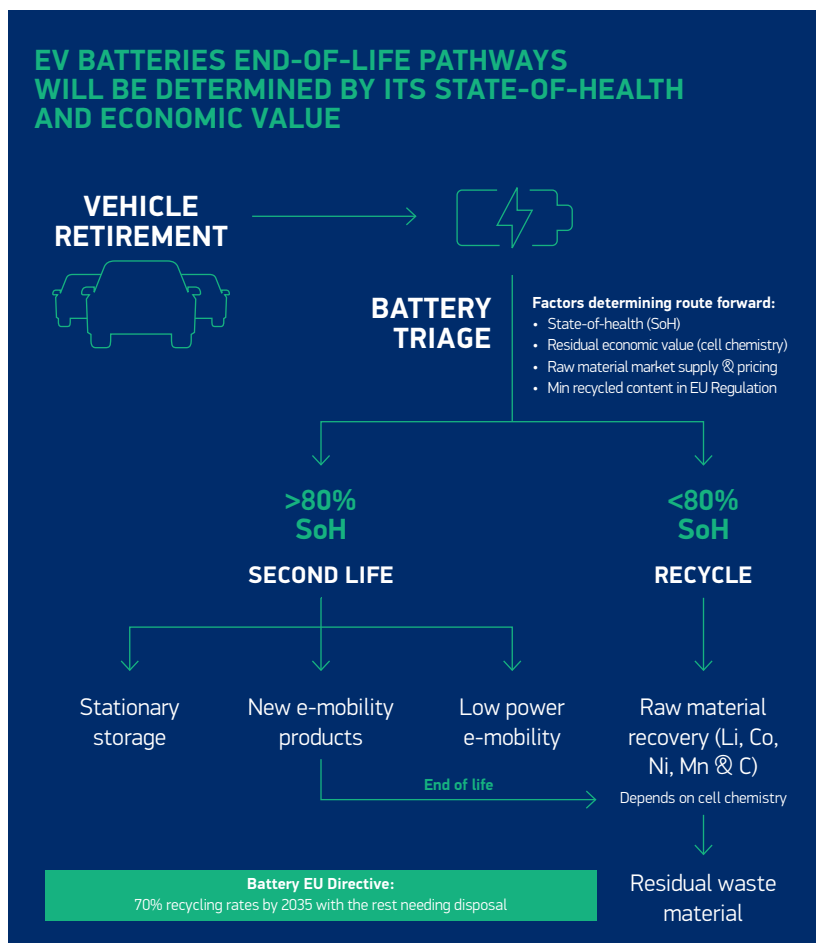 EV BATTERIES END-OF-LIFE PATHWAYS
WILL BE DETERMINED BY ITS STATE-OF-HEALTH
AND ECONOMIC VALUE
VEHICLE
RETIREMENT
BATTERY
TRIAGE
Factors determining route forward:
• State-of-health (SoH)
• Residual economic value (cell chemistry)
• Raw material market supply & pricing
• Min recycled content in EU Regulation
>80%
SoH
SECOND LIFE
<80%
SoH
RECYCLE
Stationary
storage
New e-mobility
products
Low power
e-mobility
Raw material
recovery (Li, Co,
Ni, Mn & C)
Depends on cell chemistry
End of life
Residual waste
material
Battery EU Directive:
70% recycling rates by 2035 with the rest needing disposal